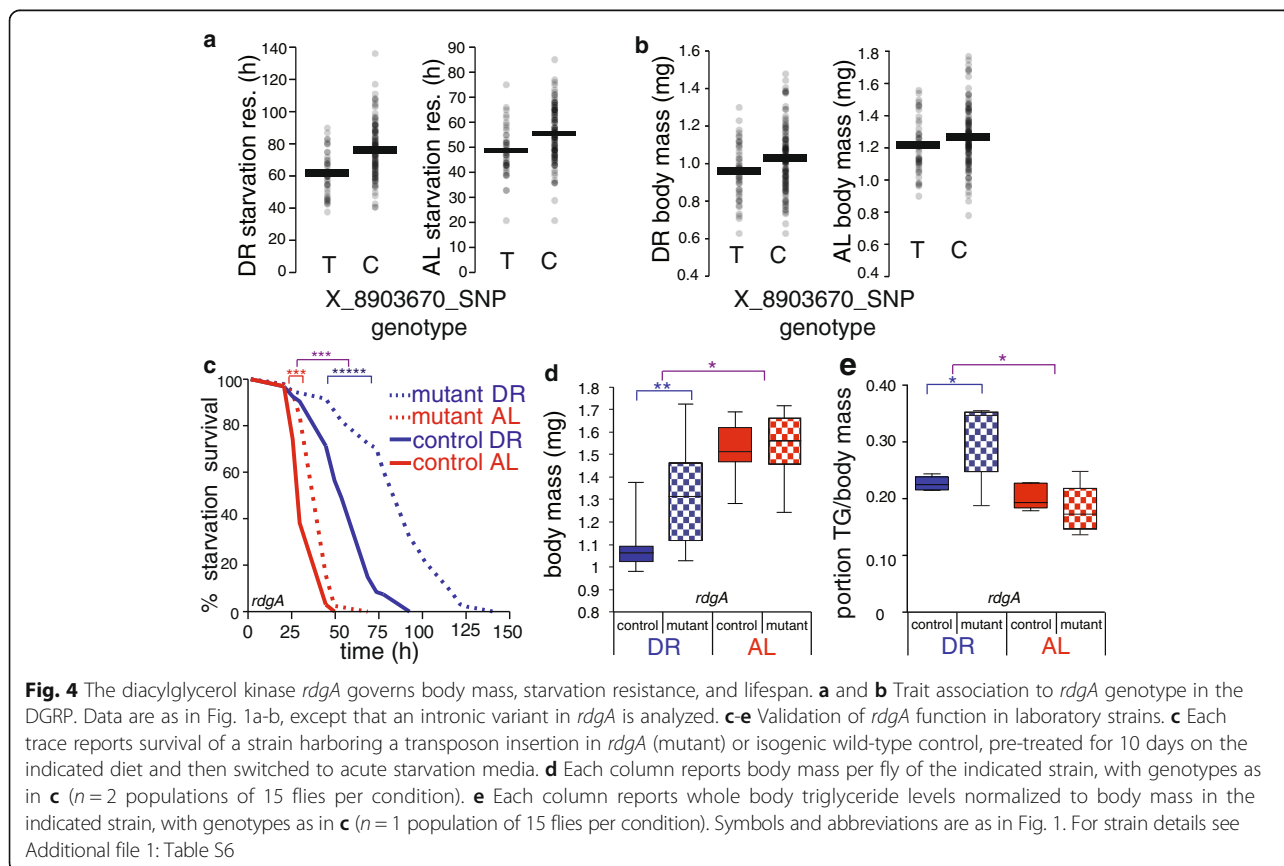 a
DR starvation res. (h)
140
120
100
80
60
40
20
0
T C
AL starvation res. (h)
90
80
70
60
50
40
30
20
10
0
T C
X_8903670_SNP
genotype
b
DR body mass (mg)
1.6
1.4
1.2
1.0
0.8
0.6
0.4
T C
AL body mass (mg)
1.8
1.6
1.4
1.2
1.0
0.8
0.6
0.4
T C
X_8903670_SNP
genotype
c
% starvation survival
100
80
60
40
20
0
***
*** *****
mutant DR
mutant AL
control DR
control AL
rdgA
0 25 50 75 100 125 150
time (h)
d
body mass (mg)
1.8
1.7
1.6
1.5
1.4
1.3
1.2
1.1
1
0.9
0.8
*
**
rdgA
control mutant control mutant
DR AL
e
portion TG/body mass
0.40
0.30
0.20
0.10
0
*
*
rdgA
control mutant control mutant
DR AL
Fig. 4 The diacylglycerol kinase rdgA governs body mass, starvation resistance, and lifespan. a and b Trait association to rdgA genotype in the
DGRP. Data are as in Fig. 1a-b, except that an intronic variant in rdgA is analyzed. c-e Validation of rdgA function in laboratory strains. c Each
trace reports survival of a strain harboring a transposon insertion in rdgA (mutant) or isogenic wild-type control, pre-treated for 10 days on the
indicated diet and then switched to acute starvation media. d Each column reports body mass per fly of the indicated strain, with genotypes as
in c (n = 2 populations of 15 flies per condition). e Each column reports whole body triglyceride levels normalized to body mass in the
indicated strain, with genotypes as in c (n = 1 population of 15 flies per condition). Symbols and abbreviations are as in Fig. 1. For strain details see
Additional file 1: Table S6